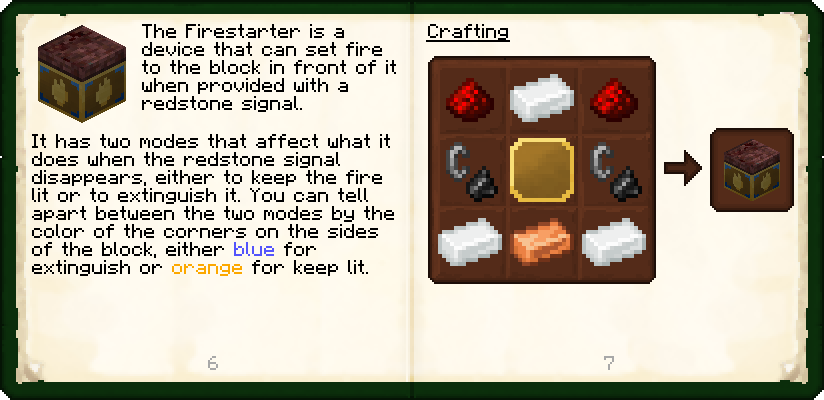 The Firestarter is a
device that can set fire
to the block in front of it
when provided with a
redstone signal.
It has two modes that affect what it
does when the redstone signal
disappears, either to keep the fire
lit or to extinguish it. You can tell
apart between the two modes by the
color of the corners on the sides
of the block, either blue for
extinguish or orange for keep lit.
6
Crafting
7